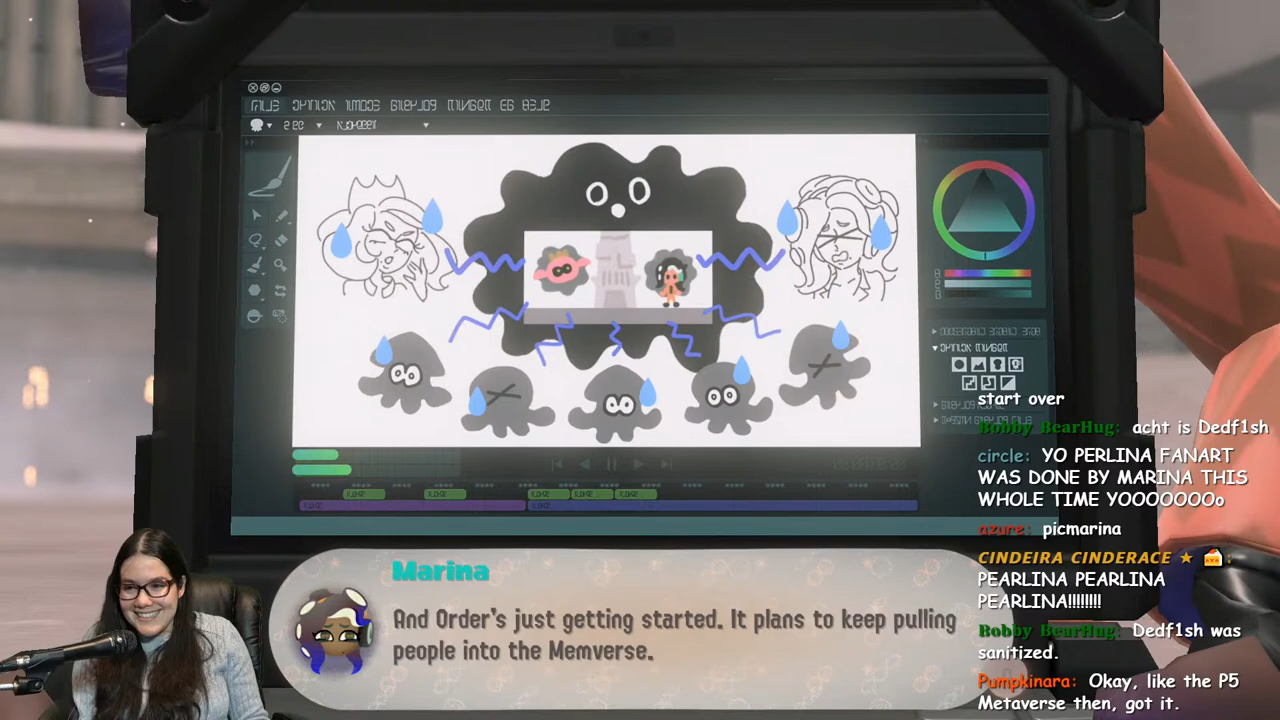 start over
Bobby BearHug: acht is Dedf1sh
circle: YO PERLINA FANART
WAS DONE BY MARINA THIS
WHOLE TIME YOOOOOOOo
azure: picmarina
CINDEIRA CINDERACE ★ 🍰:
PEARLINA PEARLINA
PEARLINA!!!!!!!!
Bobby BearHug: Dedf1sh was
sanitized.
Pumpkinara: Okay, like the P5
Metaverse then, got it.
Marina
And Order's just getting started. It plans to keep pulling
people into the Memverse.